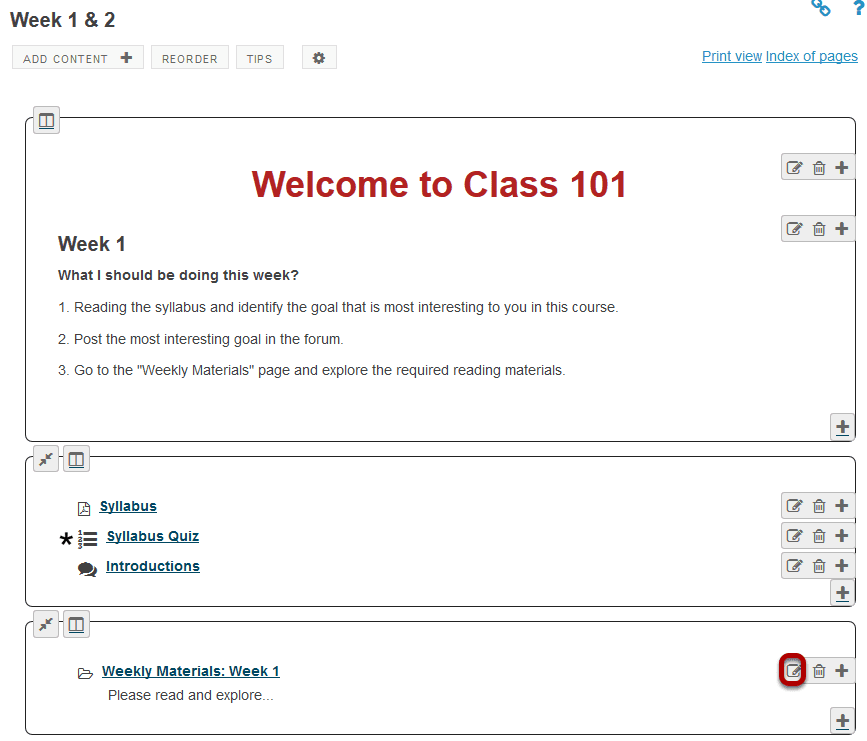 Week 1 & 2
ADD CONTENT
REORDER
TIPS
Print view Index of pages
Welcome to Class 101
Week 1
What I should be doing this week?
1. Reading the syllabus and identify the goal that is most interesting to you in this course.
2. Post the most interesting goal in the forum.
3. Go to the "Weekly Materials" page and explore the required reading materials.
Syllabus
Syllabus Quiz
Introductions
Weekly Materials: Week 1
Please read and explore...